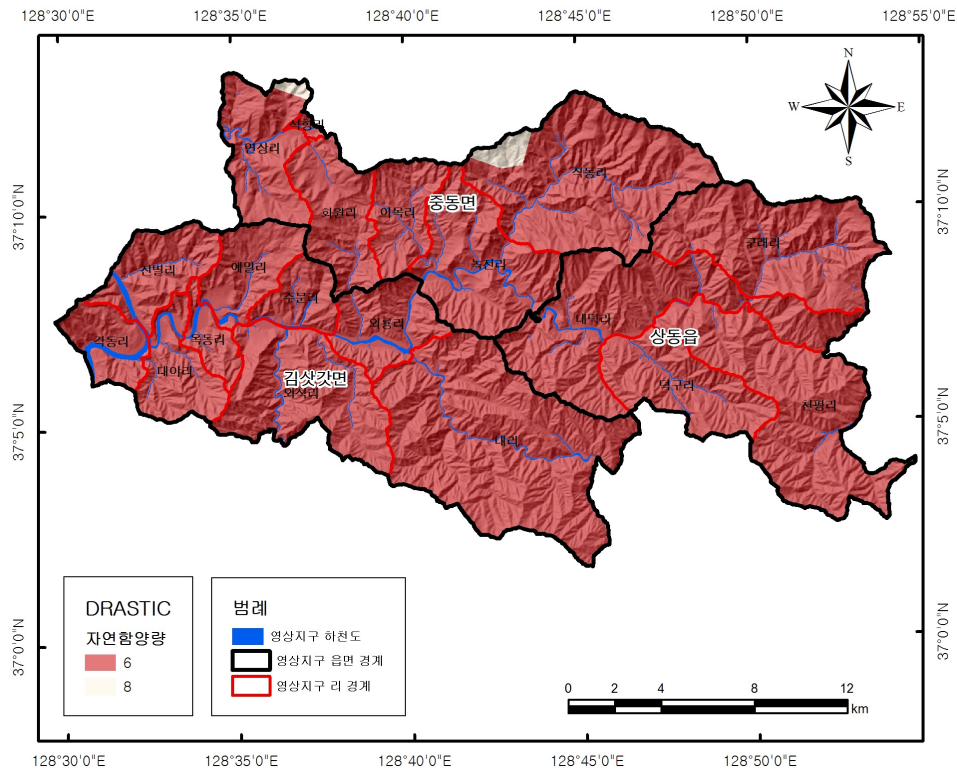 128°30'0"E 128°35'0"E 128°40'0"E 128°45'0"E 128°50'0"E 128°55'0"E
N
W E
S
석항리
연상리
직동리
37°10'0"N
37°10'0"N
화원리
이목리
중동면
구래리
녹전리
진별리
예밀리
주문리
외룡리
내덕리
각동리
옥동리
상동읍
대야리
김삿갓면
와석리
덕구리
천평리
37°5'0"N
37°5'0"N
내리
DRASTIC
자연함양량
6
8
범례
영상지구 하천도
영상지구 읍면 경계
영상지구 리 경계
37°0'0"N
37°0'0"N
0 2 4 8 12
km
128°30'0"E 128°35'0"E 128°40'0"E 128°45'0"E 128°50'0"E